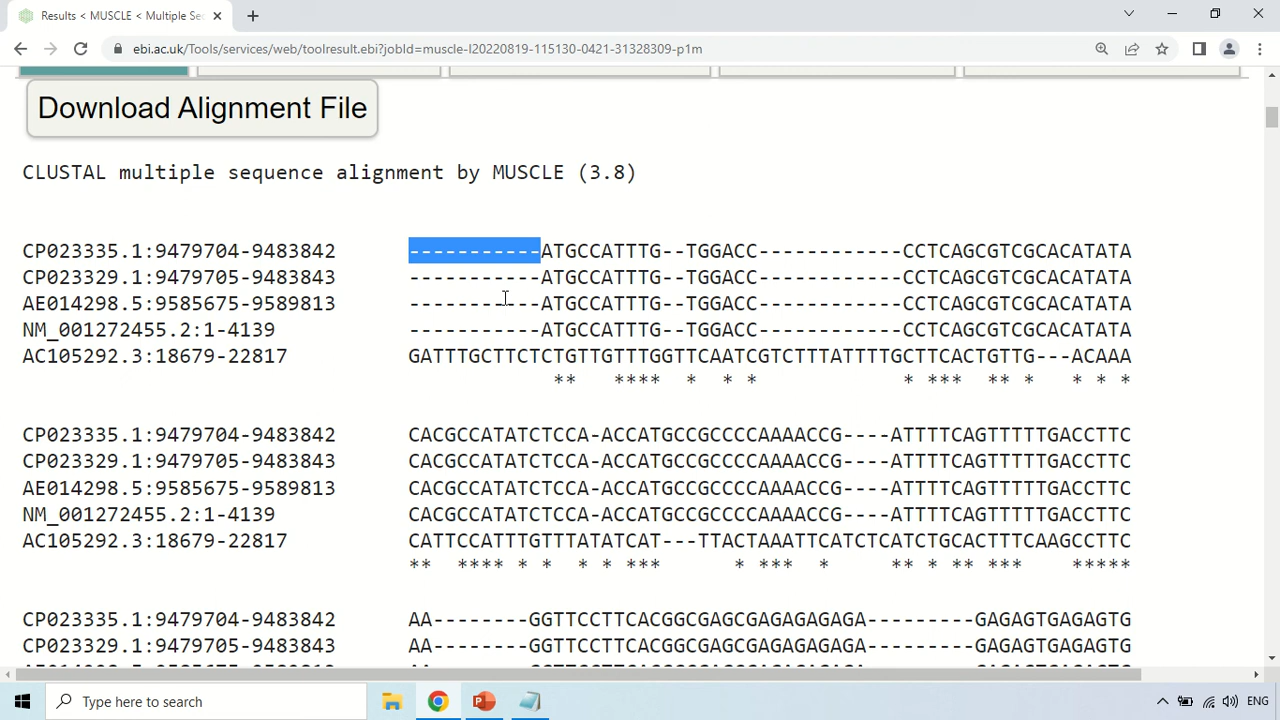 Results < MUSCLE < Multiple Se
ebi.ac.uk/Tools/services/web/toolresult.ebi?jobId=muscle-I20220819-115130-0421-31328309-p1m
Download Alignment File
CLUSTAL multiple sequence alignment by MUSCLE (3.8)
CP023335.1:9479704-9483842 -----------ATGCCATTTG--TGGACC------------CCTCAGCGTCGCACATATA
CP023329.1:9479705-9483843 -----------ATGCCATTTG--TGGACC------------CCTCAGCGTCGCACATATA
AE014298.5:9585675-9589813 -----------ATGCCATTTG--TGGACC------------CCTCAGCGTCGCACATATA
NM_001272455.2:1-4139 -----------ATGCCATTTG--TGGACC------------CCTCAGCGTCGCACATATA
AC105292.3:18679-22817 GATTTGCTTCTCTGTTGTTTGGTTCAATCGTCTTTATTTTGCTTCACTGTTG---ACAAA
** **** * * * * *** ** * * * *
CP023335.1:9479704-9483842 CACGCCATATCTCCA-ACCATGCCGCCCCAAAACCG----ATTTTCAGTTTTTGACCTTC
CP023329.1:9479705-9483843 CACGCCATATCTCCA-ACCATGCCGCCCCAAAACCG----ATTTTCAGTTTTTGACCTTC
AE014298.5:9585675-9589813 CACGCCATATCTCCA-ACCATGCCGCCCCAAAACCG----ATTTTCAGTTTTTGACCTTC
NM_001272455.2:1-4139 CACGCCATATCTCCA-ACCATGCCGCCCCAAAACCG----ATTTTCAGTTTTTGACCTTC
AC105292.3:18679-22817 CATTCCATTTGTTTATATCAT---TTACTAAATTCATCTCATCTGCACTTTCAAGCCTTC
** **** * * * * *** * *** * ** * ** *** *****
CP023335.1:9479704-9483842 AA--------GGTTCCTTCACGGCGAGCGAGAGAGAGA---------GAGAGTGAGAGTG
CP023329.1:9479705-9483843 AA--------GGTTCCTTCACGGCGAGCGAGAGAGAGA---------GAGAGTGAGAGTG
Type here to search
ENG